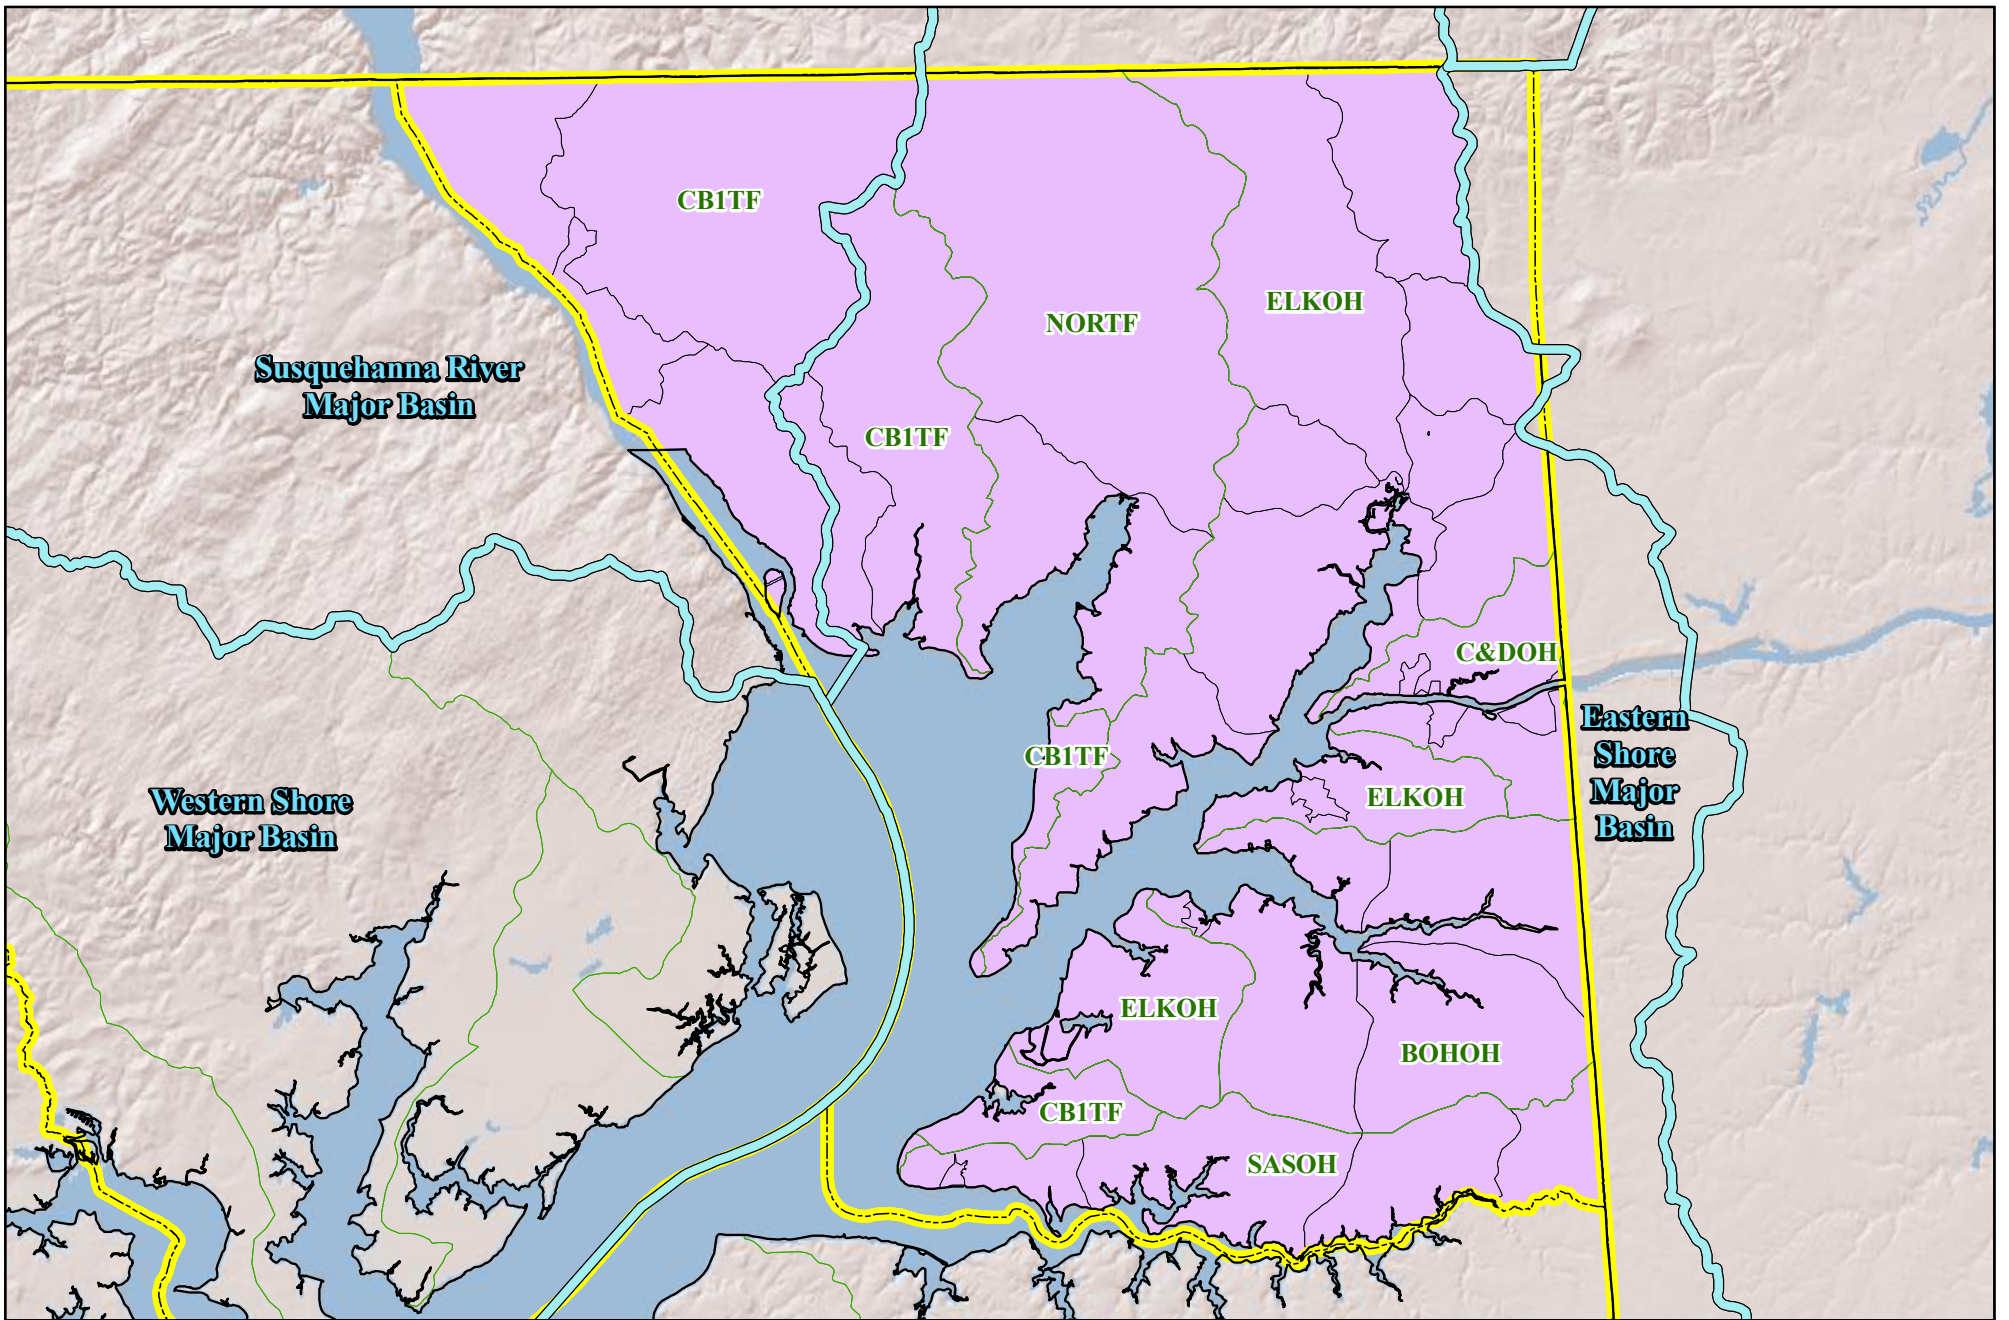 CB1TF
ELKOH
NORTF
Susquehanna River
Major Basin
CB1TF
C&DOH
Eastern
Shore
Major
Basin
CB1TF
Western Shore
Major Basin
ELKOH
ELKOH
BOHOH
CB1TF
SASOH